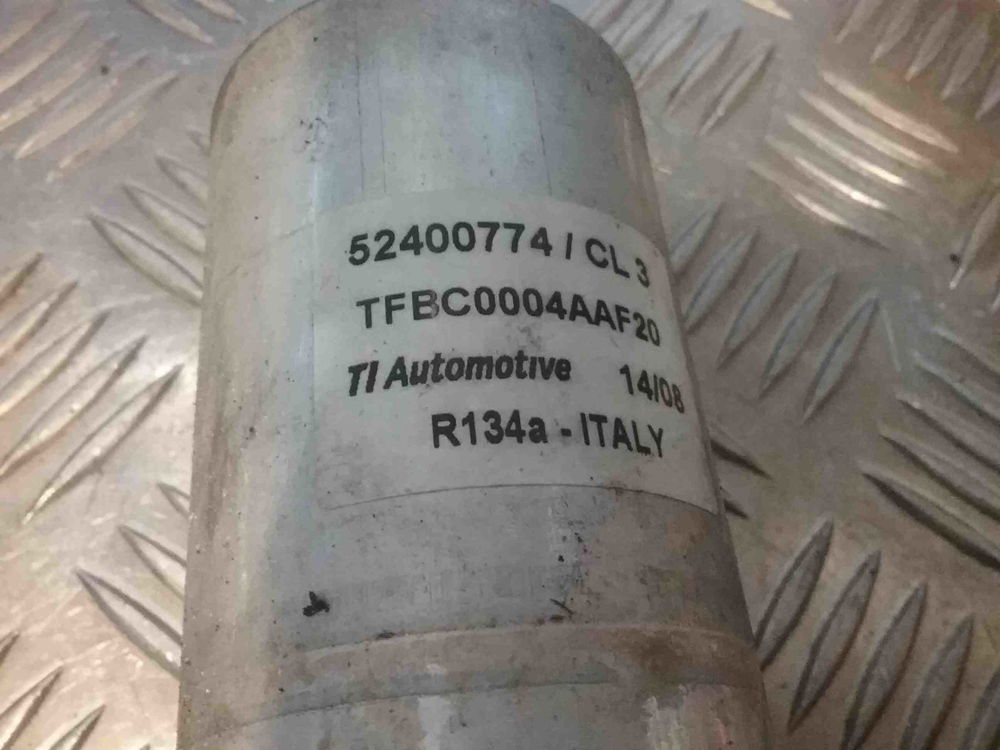 52400774 / CL 3
TFBC0004AAF20
TI Automotive 14/08
R134a - ITALY